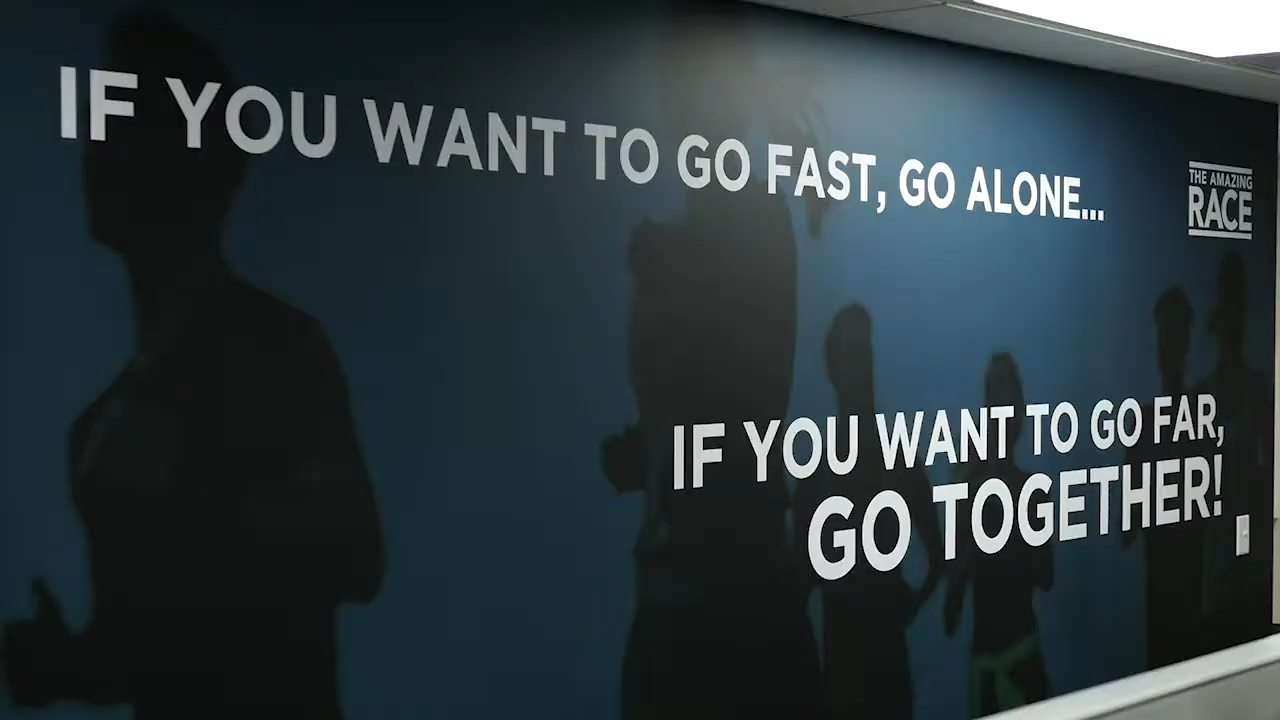 IF YOU WANT TO GO FAST, GO ALONE...
THE AMAZING
RACE
IF YOU WANT TO GO FAR,
GO TOGETHER!